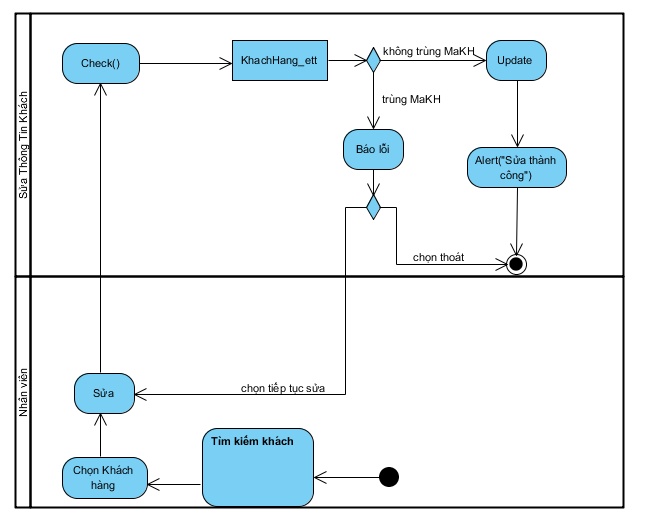 Sửa Thông Tin Khách
Check()
KhachHang_ett
không trùng MaKH
Update
trùng MaKH
Báo lỗi
Alert("Sửa thành
công")
chọn thoát
Nhân viên
Sửa
chọn tiếp tục sửa
Chọn Khách
hàng
Tìm kiếm khách